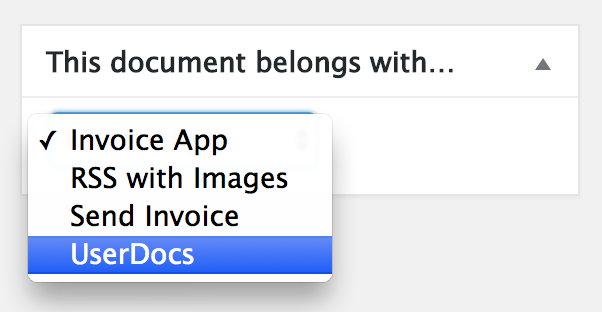 This document belongs with...
✓ Invoice App
RSS with Images
Send Invoice
UserDocs